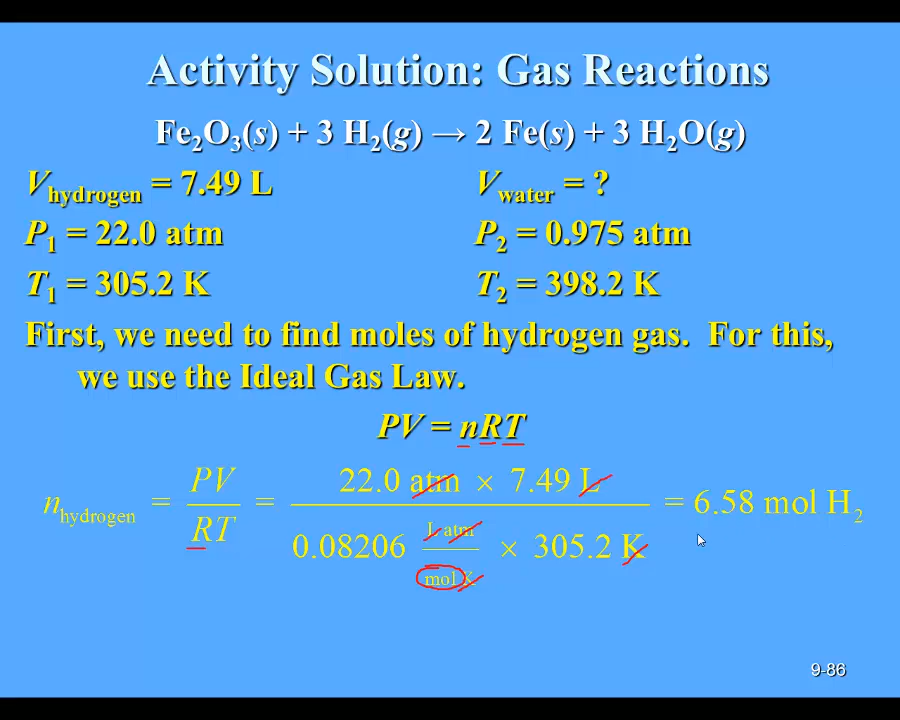 Activity Solution: Gas Reactions
Fe₂O₃(s) + 3 H₂(g) → 2 Fe(s) + 3 H₂O(g)
V_hydrogen = 7.49 L V_water = ?
P₁ = 22.0 atm P₂ = 0.975 atm
T₁ = 305.2 K T₂ = 398.2 K
First, we need to find moles of hydrogen gas. For this,
we use the Ideal Gas Law.
PV = nRT
n_hydrogen = PV / RT = 22.0 atm × 7.49 L / 0.08206 L·atm / mol·K × 305.2 K = 6.58 mol H₂
9-86